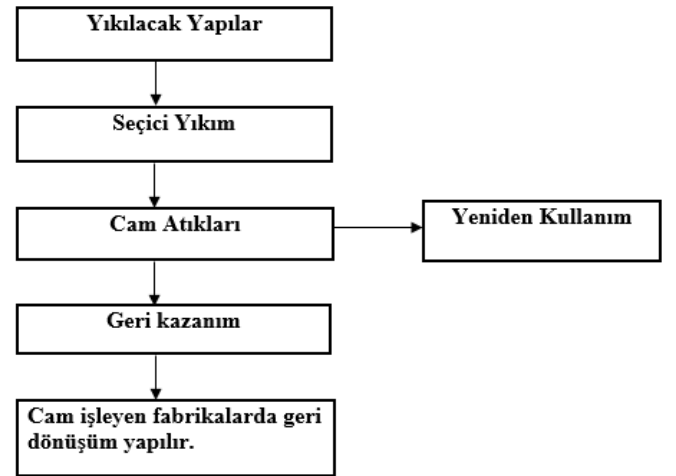 Yıkılacak Yapılar
Seçici Yıkım
Cam Atıkları
Yeniden Kullanım
Geri kazanım
Cam işleyen fabrikalarda geri
dönüşüm yapılır.